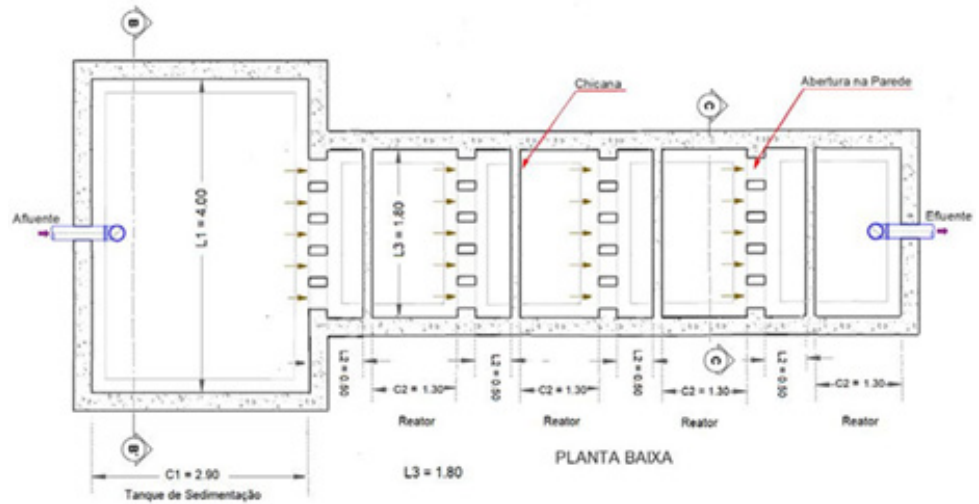 B
Chicana
Abertura na Parede
C
Afluente
L1 = 4.00
L3 = 1.80
Efluente
L2 = 0.50
L2 = 0.50
L2 = 0.50
L2 = 0.50
C
C2 = 1.30
C2 = 1.30
C2 = 1.30
C2 = 1.30
Reator
Reator
Reator
Reator
B'
C1 = 2.90
L3 = 1.80
PLANTA BAIXA
Tanque de Sedimentação